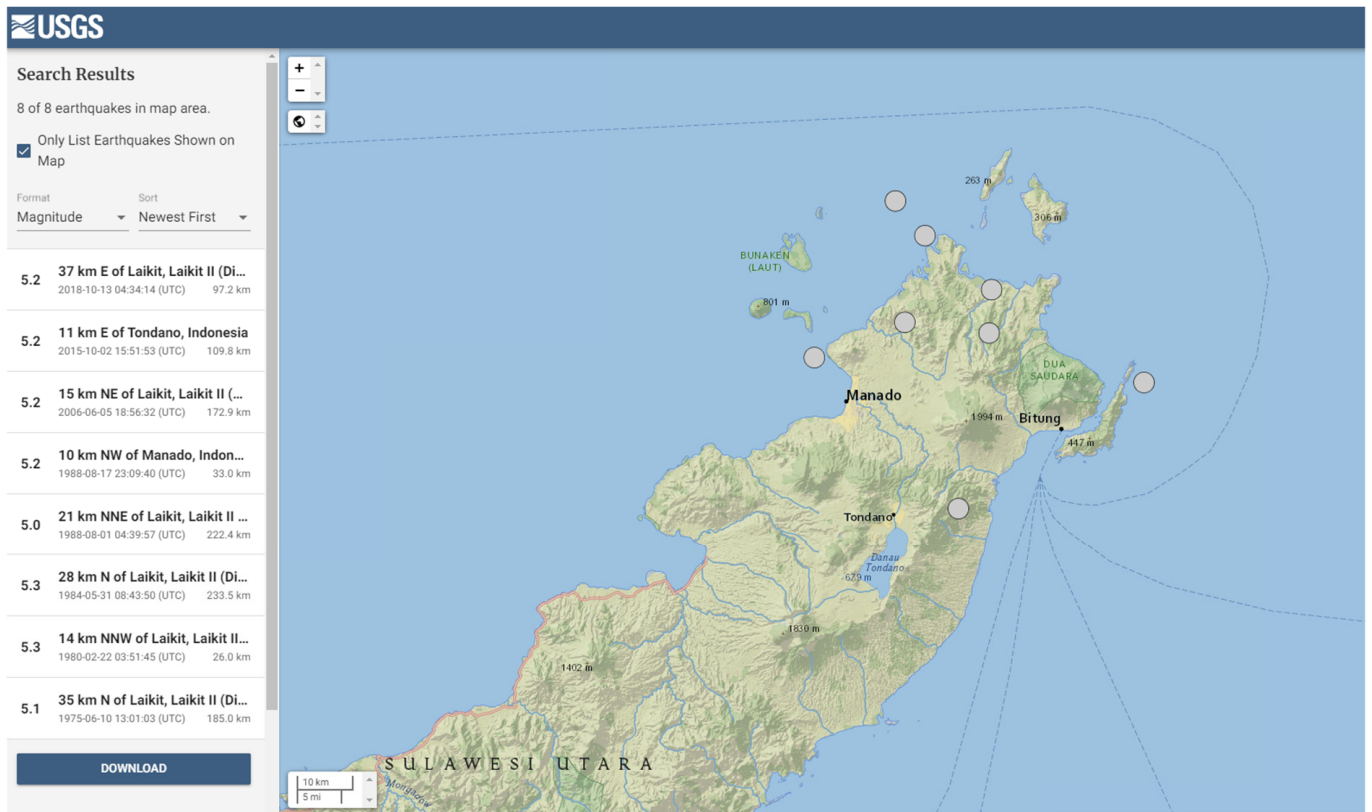 USGS
Search Results
8 of 8 earthquakes in map area.
Only List Earthquakes Shown on
Map
Format
Sort
Magnitude
Newest First
5.2
37 km E of Laikit, Laikit II (Di...
2018-10-13 04:34:14 (UTC) 97.2 km
5.2
11 km E of Tondano, Indonesia
2015-10-02 15:51:53 (UTC) 109.8 km
5.2
15 km NE of Laikit, Laikit II (...
2006-06-05 18:56:32 (UTC) 172.9 km
5.2
10 km NW of Manado, Indon...
1988-08-17 23:09:40 (UTC) 33.0 km
5.0
21 km NNE of Laikit, Laikit II ...
1988-08-01 04:39:57 (UTC) 222.4 km
5.3
28 km N of Laikit, Laikit II (Di...
1984-05-31 08:43:50 (UTC) 233.5 km
5.3
14 km NNW of Laikit, Laikit II...
1980-02-22 03:51:45 (UTC) 26.0 km
5.1
35 km N of Laikit, Laikit II (Di...
1975-06-10 13:01:03 (UTC) 185.0 km
DOWNLOAD
+
−
263 m
306 m
BUNAKEN
(LAUT)
801 m
DUA
SAUDARA
Manado
1994 m
Bitung
447 m
Tondano
Danau
Tondano
679 m
1830 m
1402 m
SULAWESI UTARA
Mongadow
10 km
5 mi